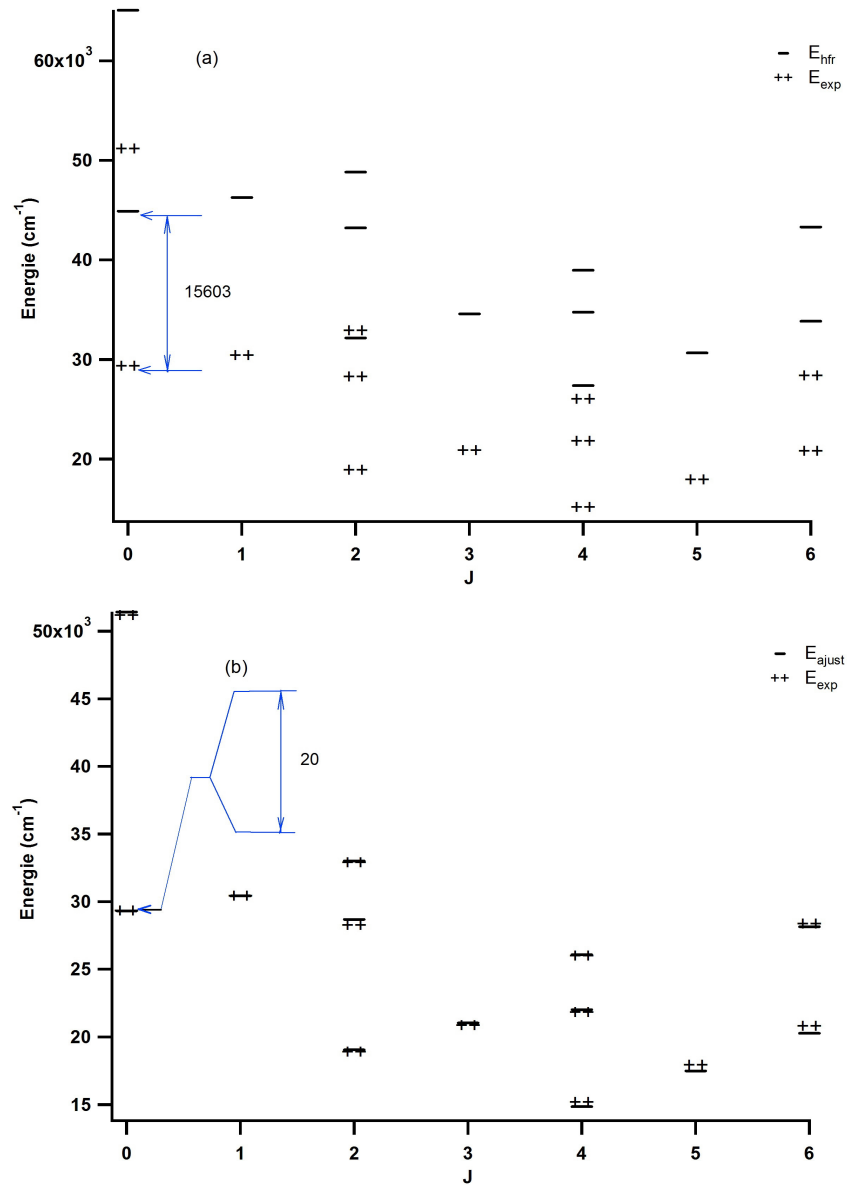 60x10³
(a)
E_hfr
++ E_exp
50
40
30
20
Energie (cm⁻¹)
15603
0 1 2 3 4 5 6
J
50x10³
(b)
E_ajust
++ E_exp
45
40
35
30
25
20
15
Energie (cm⁻¹)
20
0 1 2 3 4 5 6
J